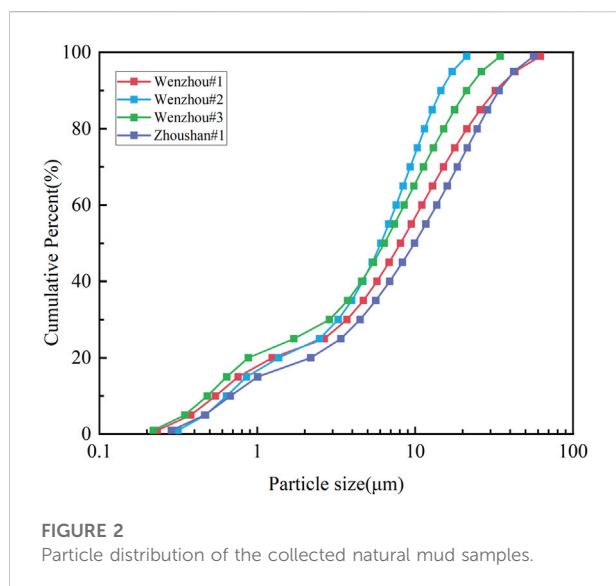 100
80
60
40
20
0
Cumulative Percent(%)
Wenzhou#1
Wenzhou#2
Wenzhou#3
Zhoushan#1
0.1
1
10
100
Particle size(μm)
FIGURE 2
Particle distribution of the collected natural mud samples.